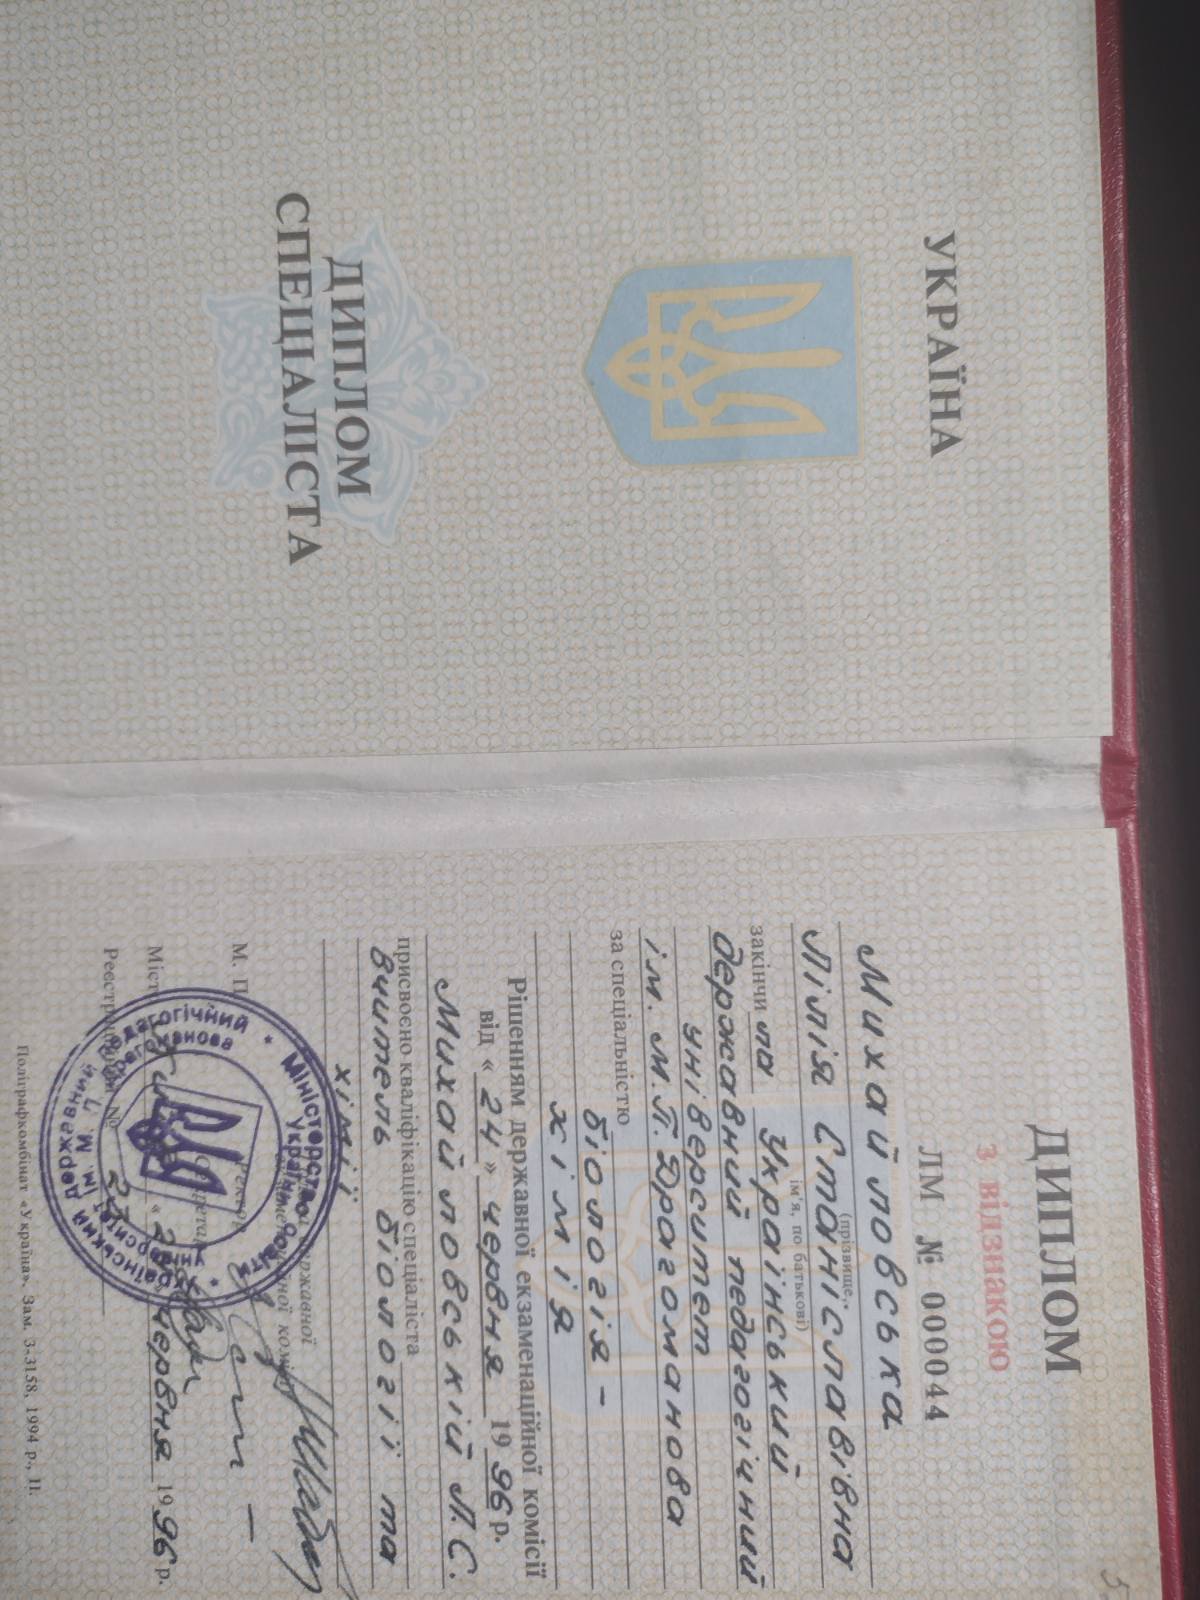 УКРАЇНА
ДИПЛОМ
СПЕЦІАЛІСТА
ДИПЛОМ
з відзнакою
ЛМ № 000044
Михайловська
(прізвище,
Лілія Станіславівна
ім'я, по батькові)
закінчила Український
державний педагогічний
університет
ім. М.П. Драгоманова
за спеціальністю
біологія -
хімія
Рішенням державної екзаменаційної комісії
від « 24 » червня 1996 р.
Михайловській Л.С.
присвоєно кваліфікацію спеціаліста
вчитель біології та
хімії
М. П.
червня 1996 р.
Міністерство освіти України
Український державний педагогічний
університет ім. М. П. Драгоманова
Поліграфкомбінат «Україна». Зам. 3-3158, 1994 р., II.